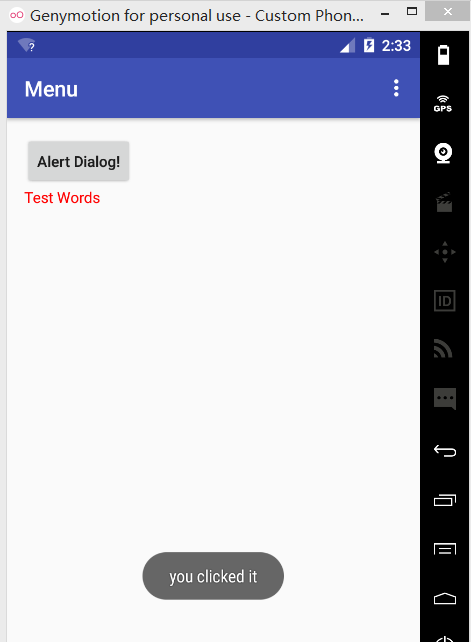 Genymotion for personal use - Custom Phon...
2:33
Menu
GPS
Alert Dialog!
Test Words
ID
you clicked it